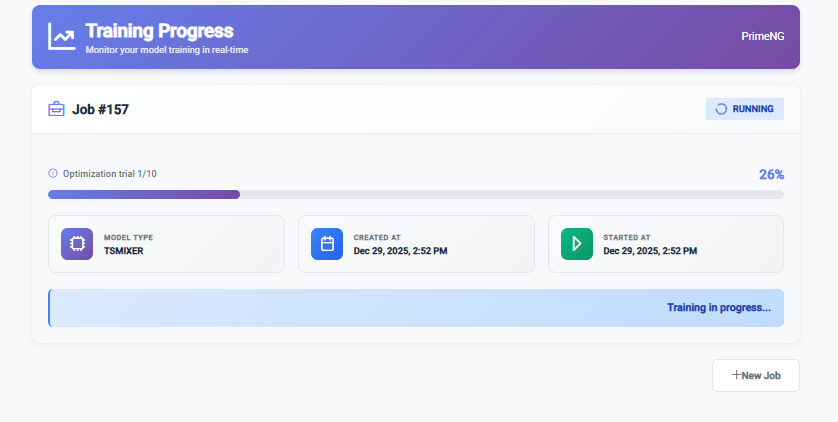 Training Progress
Monitor your model training in real-time
PrimeNG
Job #157
RUNNING
Optimization trial 1/10
26%
MODEL TYPE
TSMIXER
CREATED AT
Dec 29, 2025, 2:52 PM
STARTED AT
Dec 29, 2025, 2:52 PM
Training in progress...
+New Job